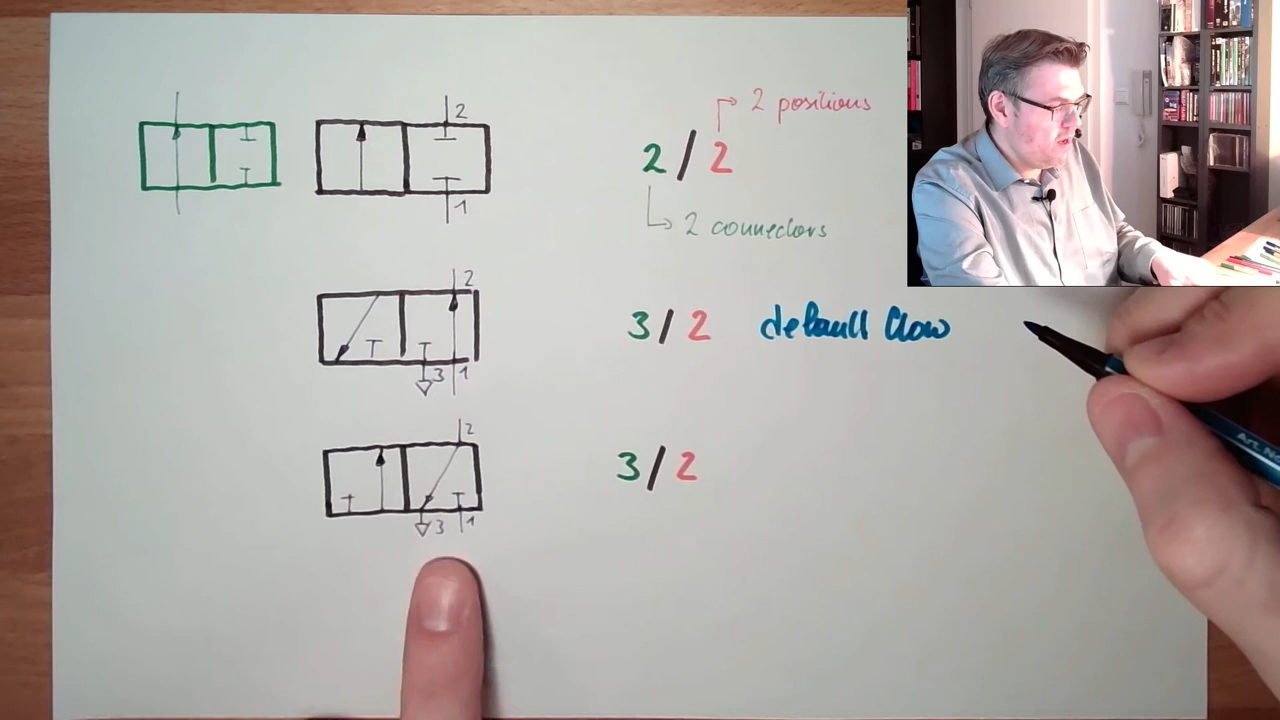 2
1
2 / 2
2 positions
2 connectors
2
3 1
3 / 2 default flow
2
3 1
3 / 2